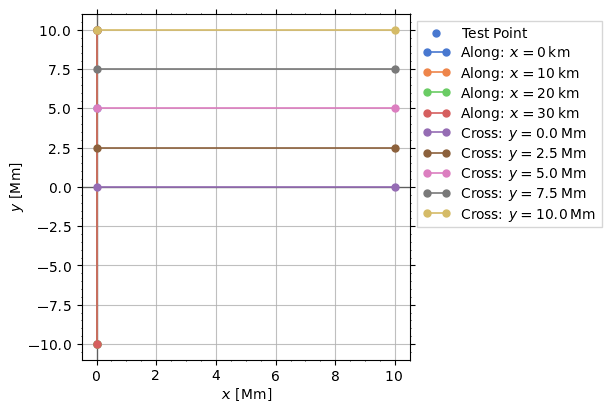 10.0
7.5
5.0
2.5
0.0
−2.5
−5.0
−7.5
−10.0
y [Mm]
0 2 4 6 8 10
x [Mm]
Test Point
Along: x = 0 km
Along: x = 10 km
Along: x = 20 km
Along: x = 30 km
Cross: y = 0.0 Mm
Cross: y = 2.5 Mm
Cross: y = 5.0 Mm
Cross: y = 7.5 Mm
Cross: y = 10.0 Mm